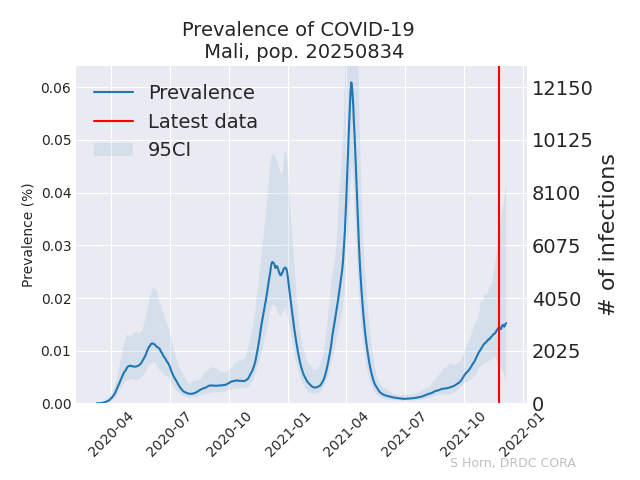 Prevalence of COVID-19
Mali, pop. 20250834
Prevalence
Latest data
95CI
Prevalence (%)
0.06
0.05
0.04
0.03
0.02
0.01
0.00
12150
10125
8100
6075
4050
2025
0
# of infections
2020-04
2020-07
2020-10
2021-01
2021-04
2021-07
2021-10
2022-01
S Horn, DRDC CORA